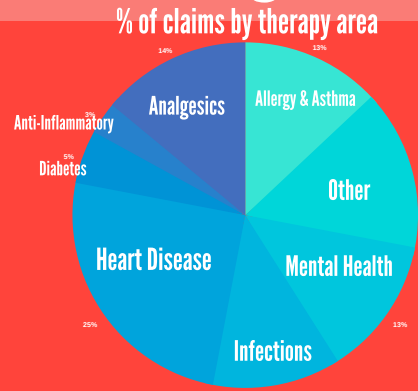 % of claims by therapy area
14%
13%
Analgesics
Allergy & Asthma
3%
Anti-Inflammatory
5%
Diabetes
Other
Heart Disease
Mental Health
25%
13%
Infections